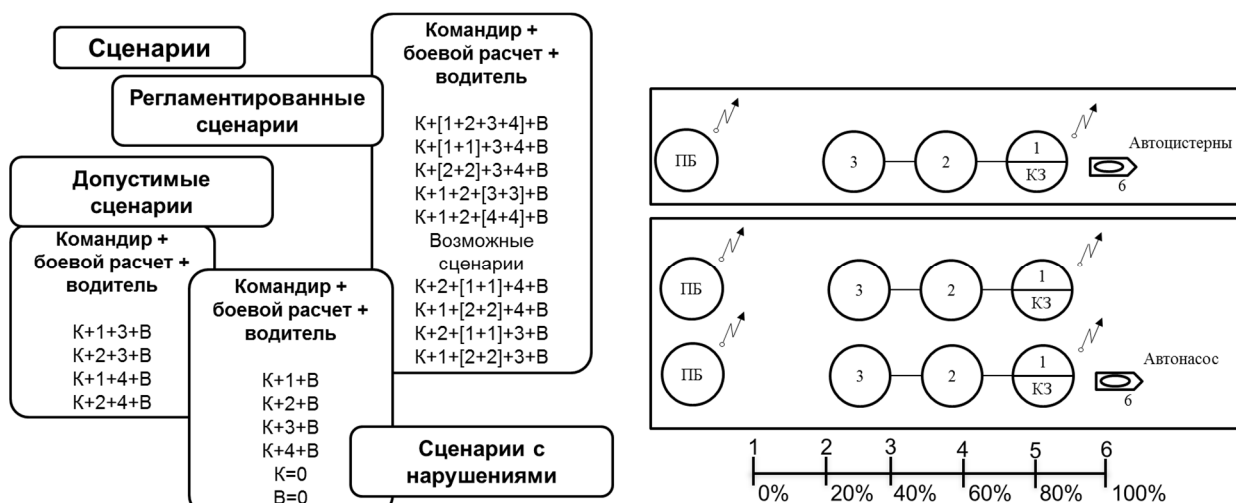 Сценарии
Регламентированные
сценарии
Допустимые
сценарии
Командир +
боевой расчет +
водитель
К+1+3+В
К+2+3+В
К+1+4+В
К+2+4+В
Командир +
боевой расчет +
водитель
К+1+В
К+2+В
К+3+В
К+4+В
К=0
В=0
Командир +
боевой расчет +
водитель
К+[1+2+3+4]+В
К+[1+1]+3+4+В
К+[2+2]+3+4+В
К+1+2+[3+3]+В
К+1+2+[4+4]+В
Возможные
сценарии
К+2+[1+1]+4+В
К+1+[2+2]+4+В
К+2+[1+1]+3+В
К+1+[2+2]+3+В
Сценарии с
нарушениями
ПБ 3 2 1 КЗ 6 Автоцистерны
ПБ 3 2 1 КЗ
ПБ 3 2 1 КЗ 6 Автонасос
1 2 3 4 5 6
0% 20% 40% 60% 80% 100%